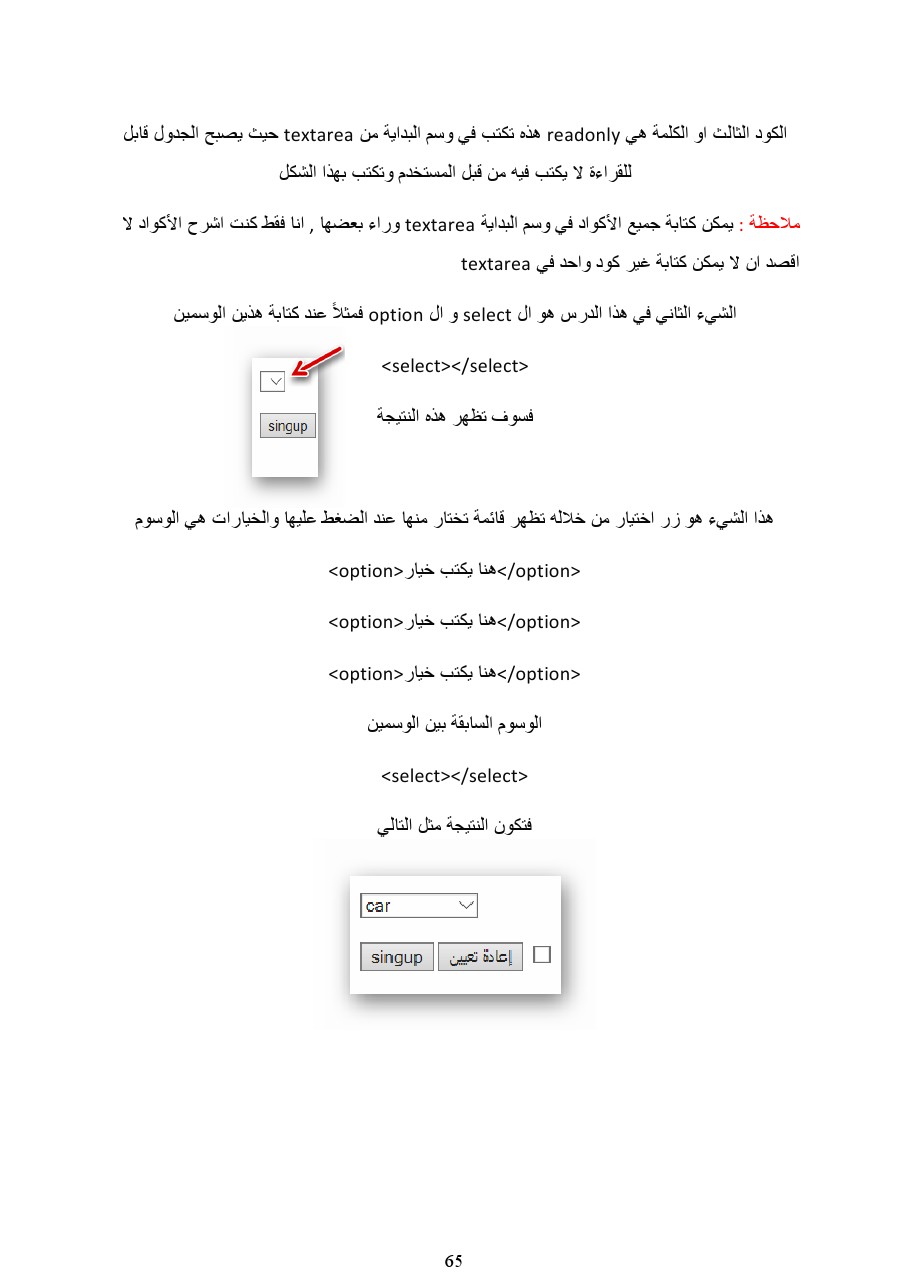 الكود الثالث او الكلمة هي readonly هذه تكتب في وسم البداية من textarea حيث يصبح الجدول قابل
للقراءة لا يكتب فيه من قبل المستخدم وتكتب بهذا الشكل
ملاحظة : يمكن كتابة جميع الأكواد في وسم البداية textarea وراء بعضها , انا فقط كنت اشرح الأكواد لا
اقصد ان لا يمكن كتابة غير كود واحد في textarea
الشيء الثاني في هذا الدرس هو ال select و ال option فمثلاً عند كتابة هذين الوسمين
<select></select>
فسوف تظهر هذه النتيجة
singup
هذا الشيء هو زر اختيار من خلاله تظهر قائمة تختار منها عند الضغط عليها والخيارات هي الوسوم
<option>هنا يكتب خيار</option>
<option>هنا يكتب خيار</option>
<option>هنا يكتب خيار</option>
الوسوم السابقة بين الوسمين
<select></select>
فتكون النتيجة مثل التالي
car
singup إعادة تعيين
65